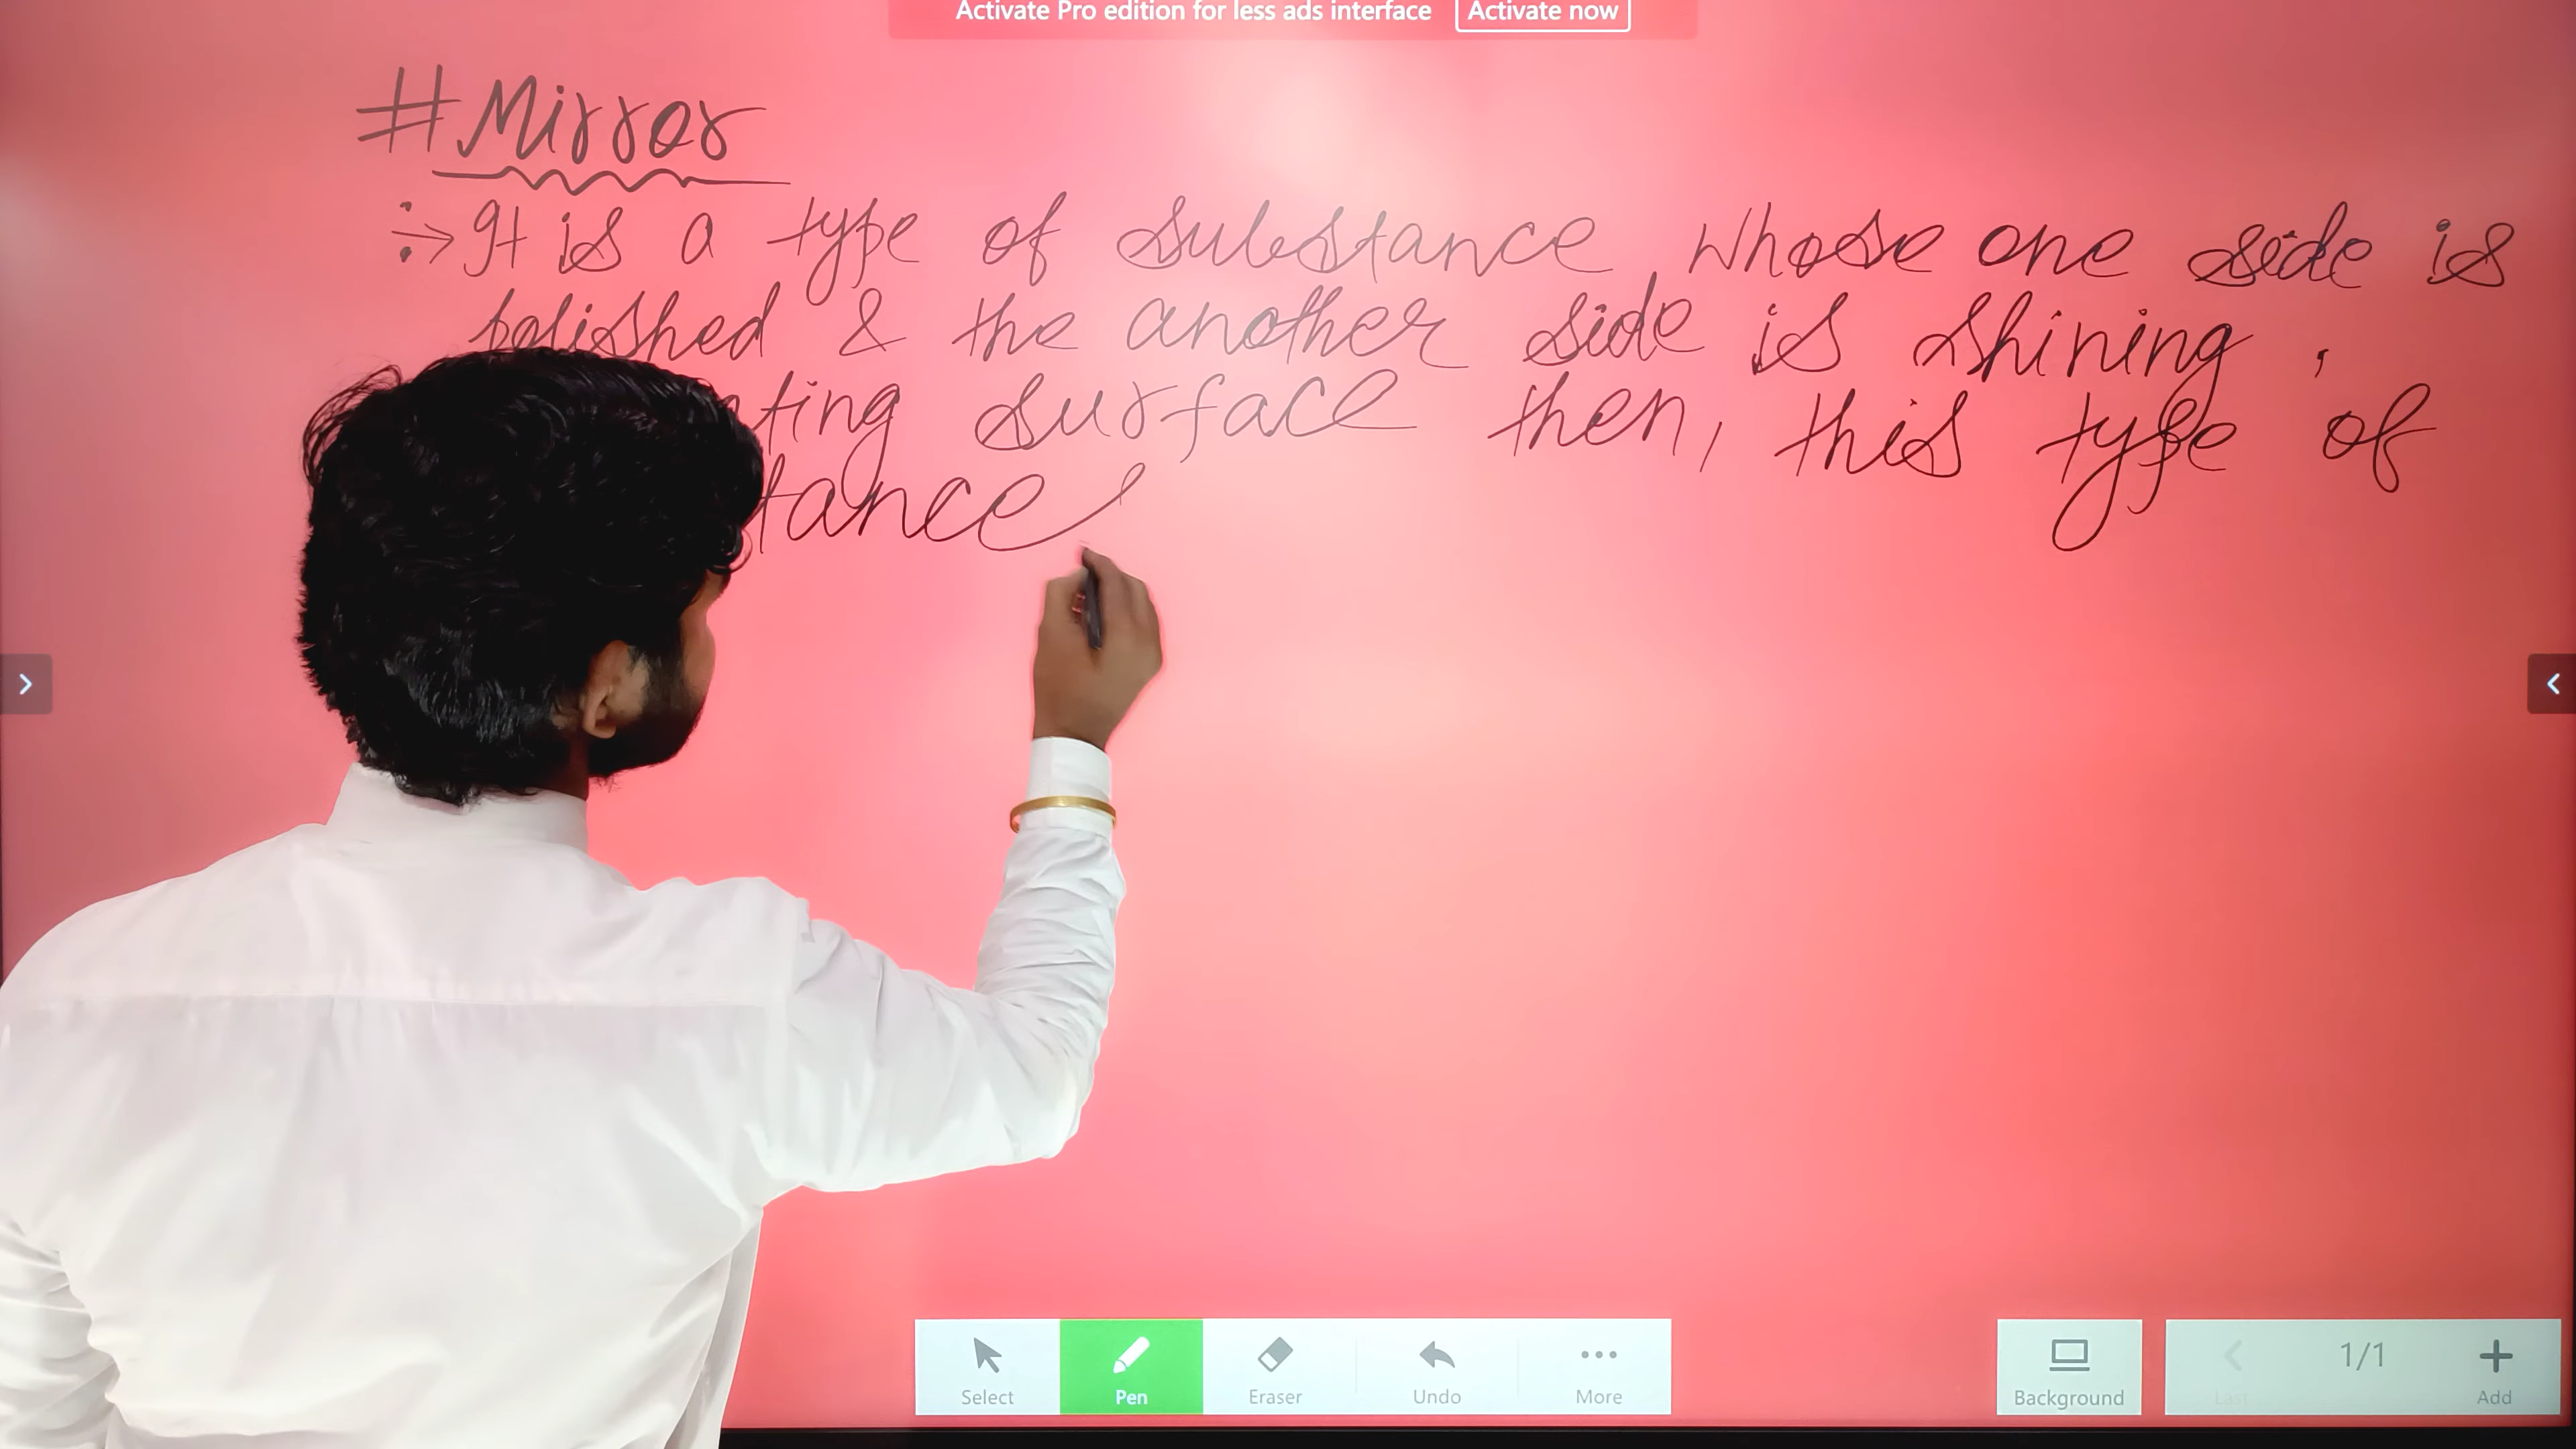 Activate Pro edition for less ads interface Activate now
# Mirror
It is a type of substance whose one side is
polished & the another side is shining,
surface then, this type of
Select Pen Eraser Undo More Background Last 1/1 Add